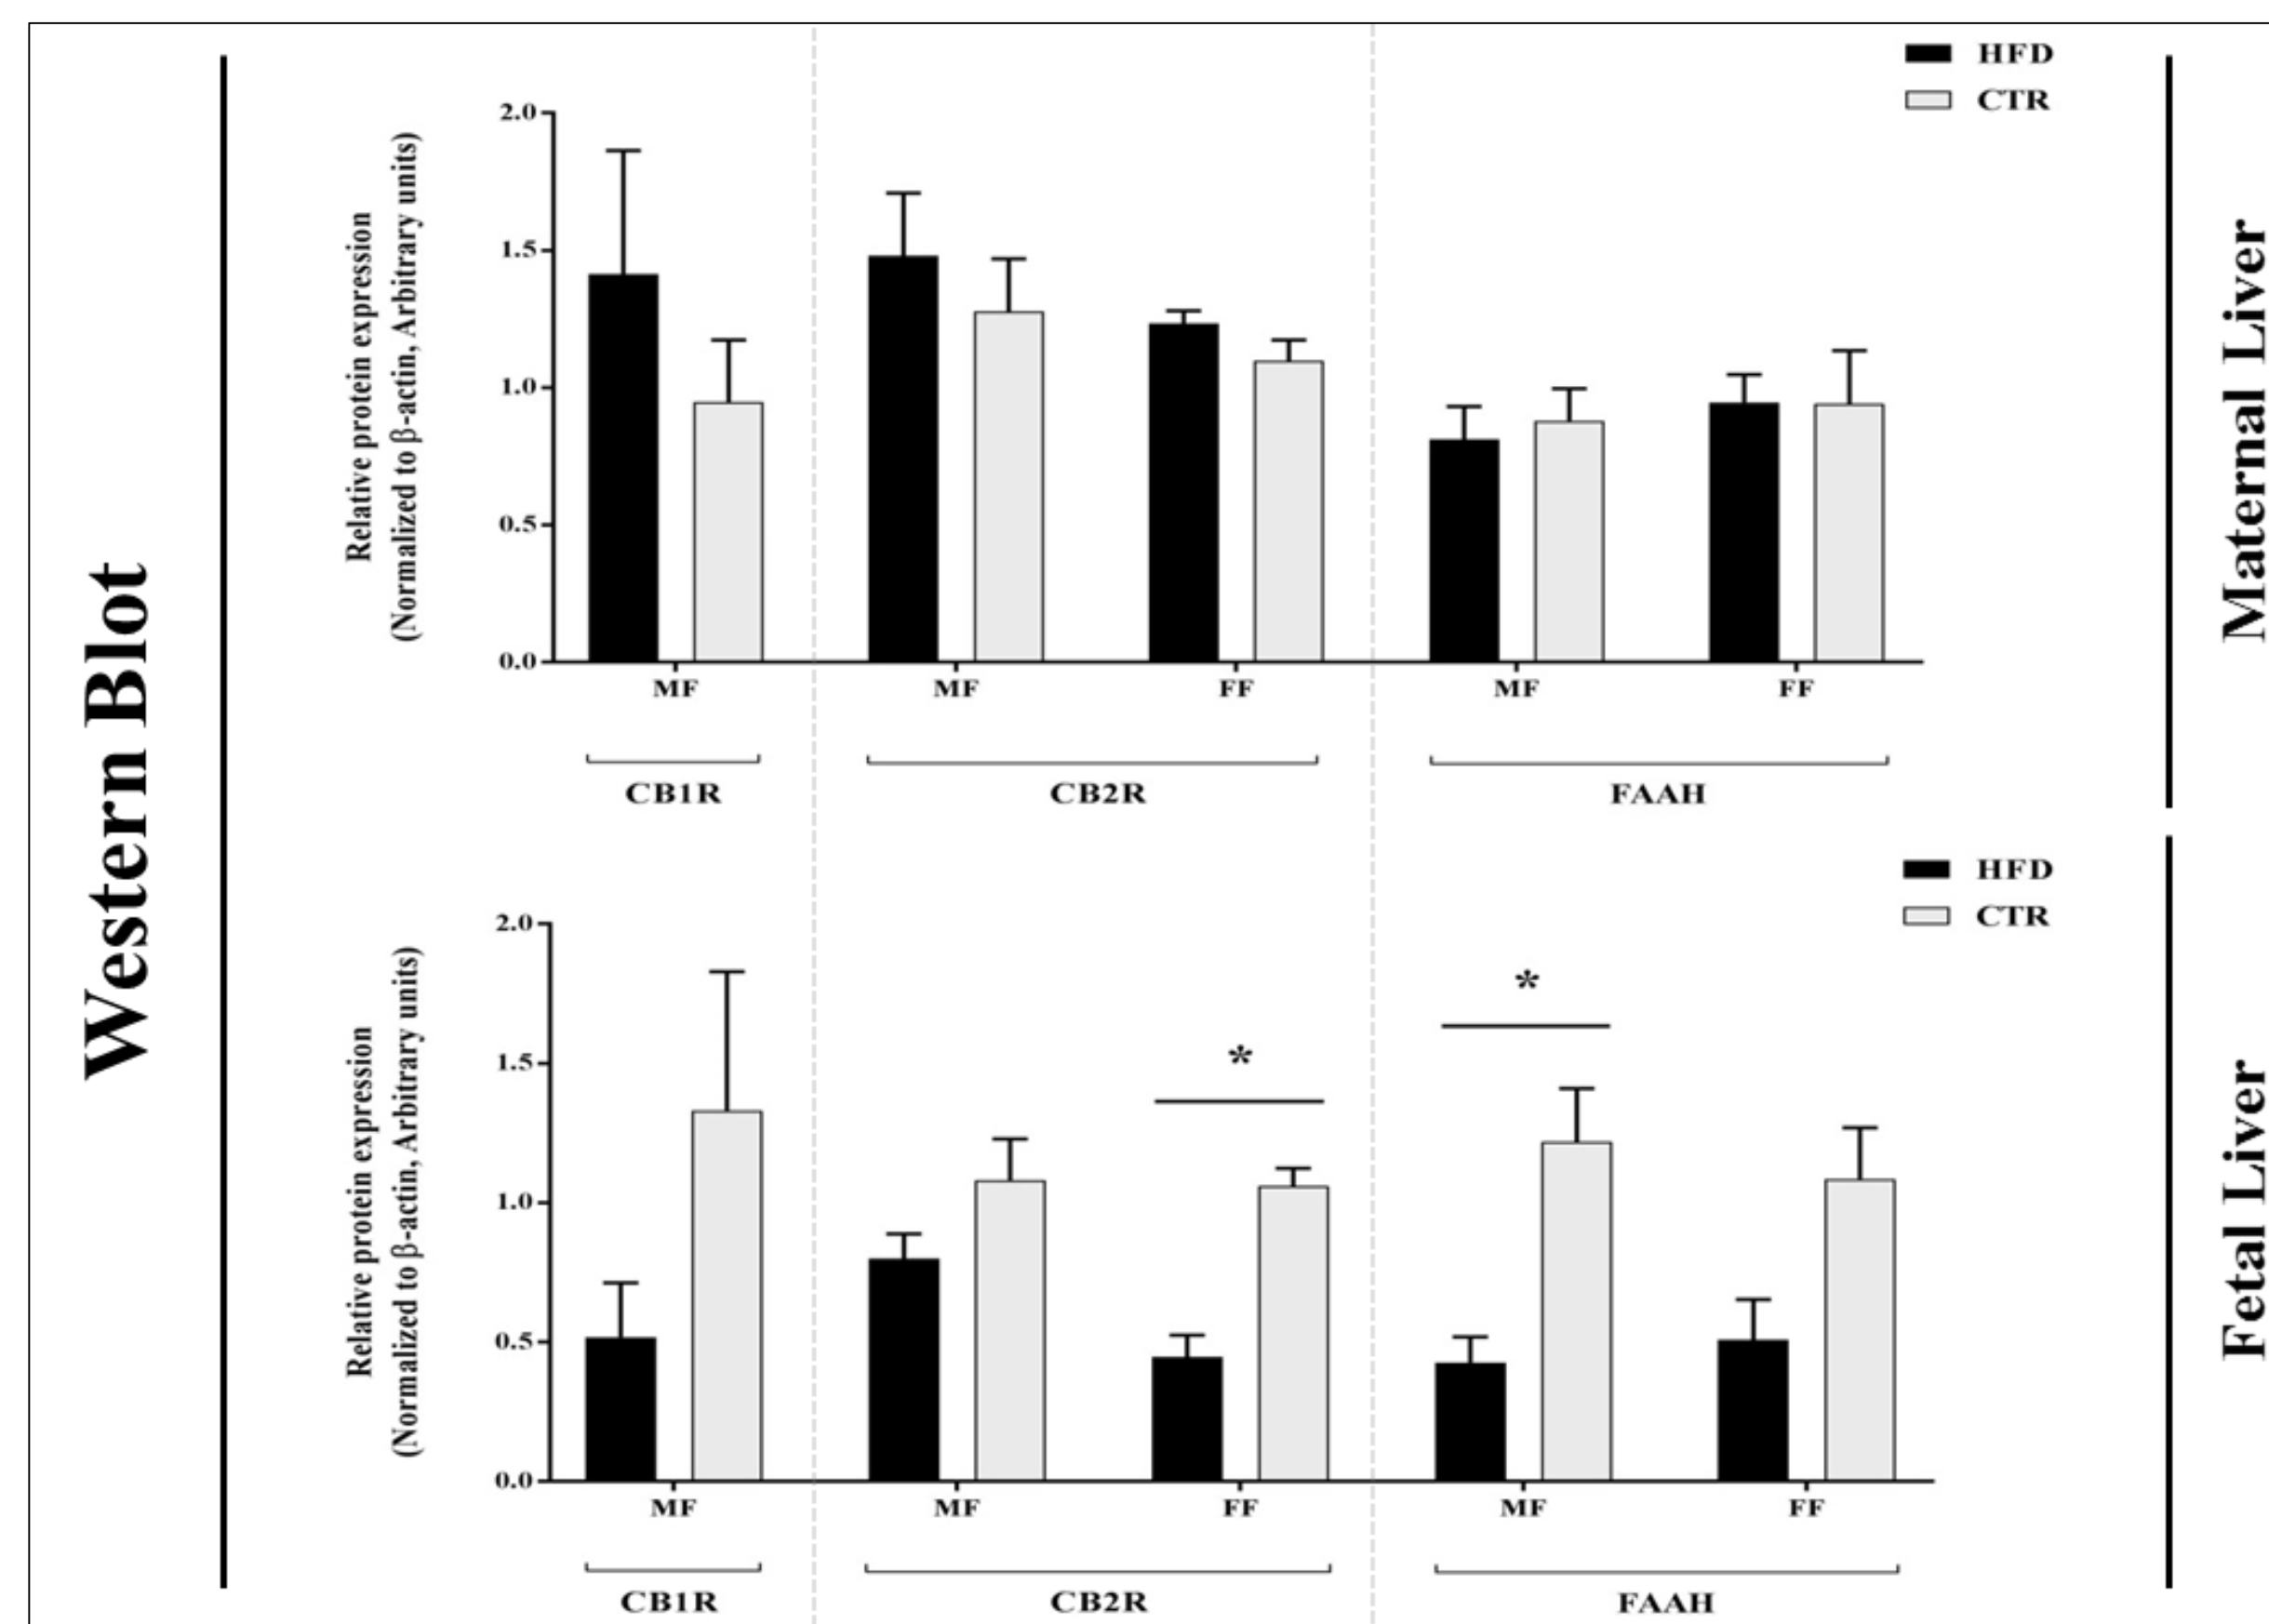 Western Blot
HFD
CTR
Relative protein expression
(Normalized to β-actin, Arbitrary units)
2.0
1.5
1.0
0.5
0.0
MF
MF
FF
MF
FF
CB1R
CB2R
FAAH
Maternal Liver
HFD
CTR
Relative protein expression
(Normalized to β-actin, Arbitrary units)
2.0
1.5
1.0
0.5
0.0
*
*
MF
MF
FF
MF
FF
CB1R
CB2R
FAAH
Fetal Liver